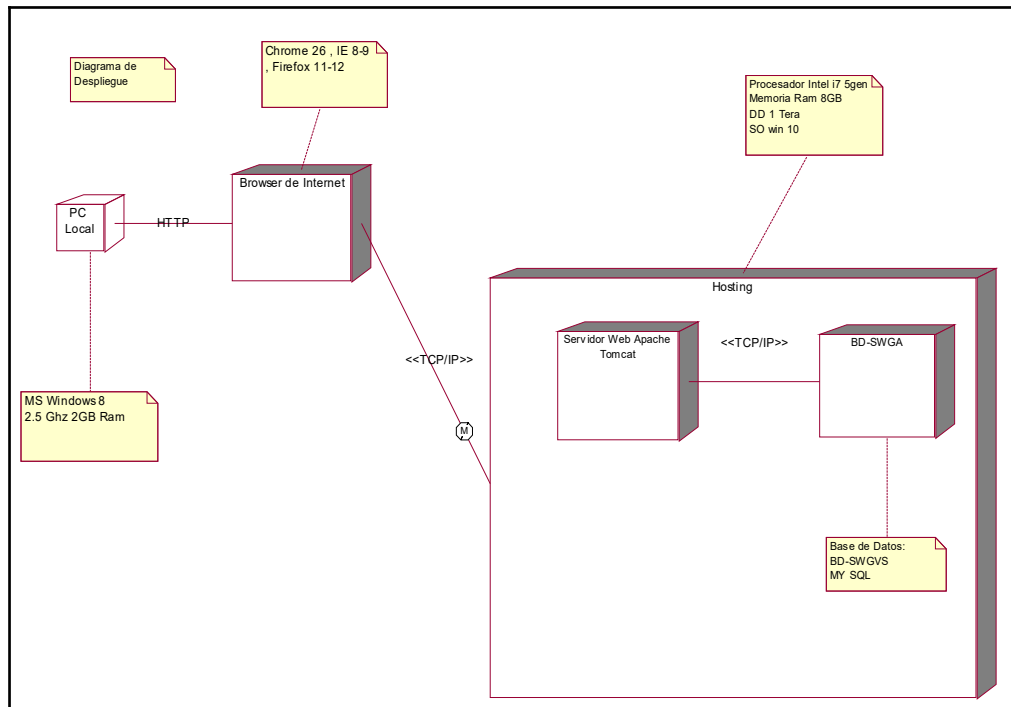 Diagrama de
Despliegue
Chrome 26 , IE 8-9
, Firefox 11-12
Procesador Intel i7 5gen
Memoria Ram 8GB
DD 1 Tera
SO win 10
Browser de Internet
PC
Local
HTTP
Hosting
Servidor Web Apache
Tomcat
<<TCP/IP>>
BD-SWGA
<<TCP/IP>>
MS Windows 8
2.5 Ghz 2GB Ram
M
Base de Datos:
BD-SWGVS
MY SQL